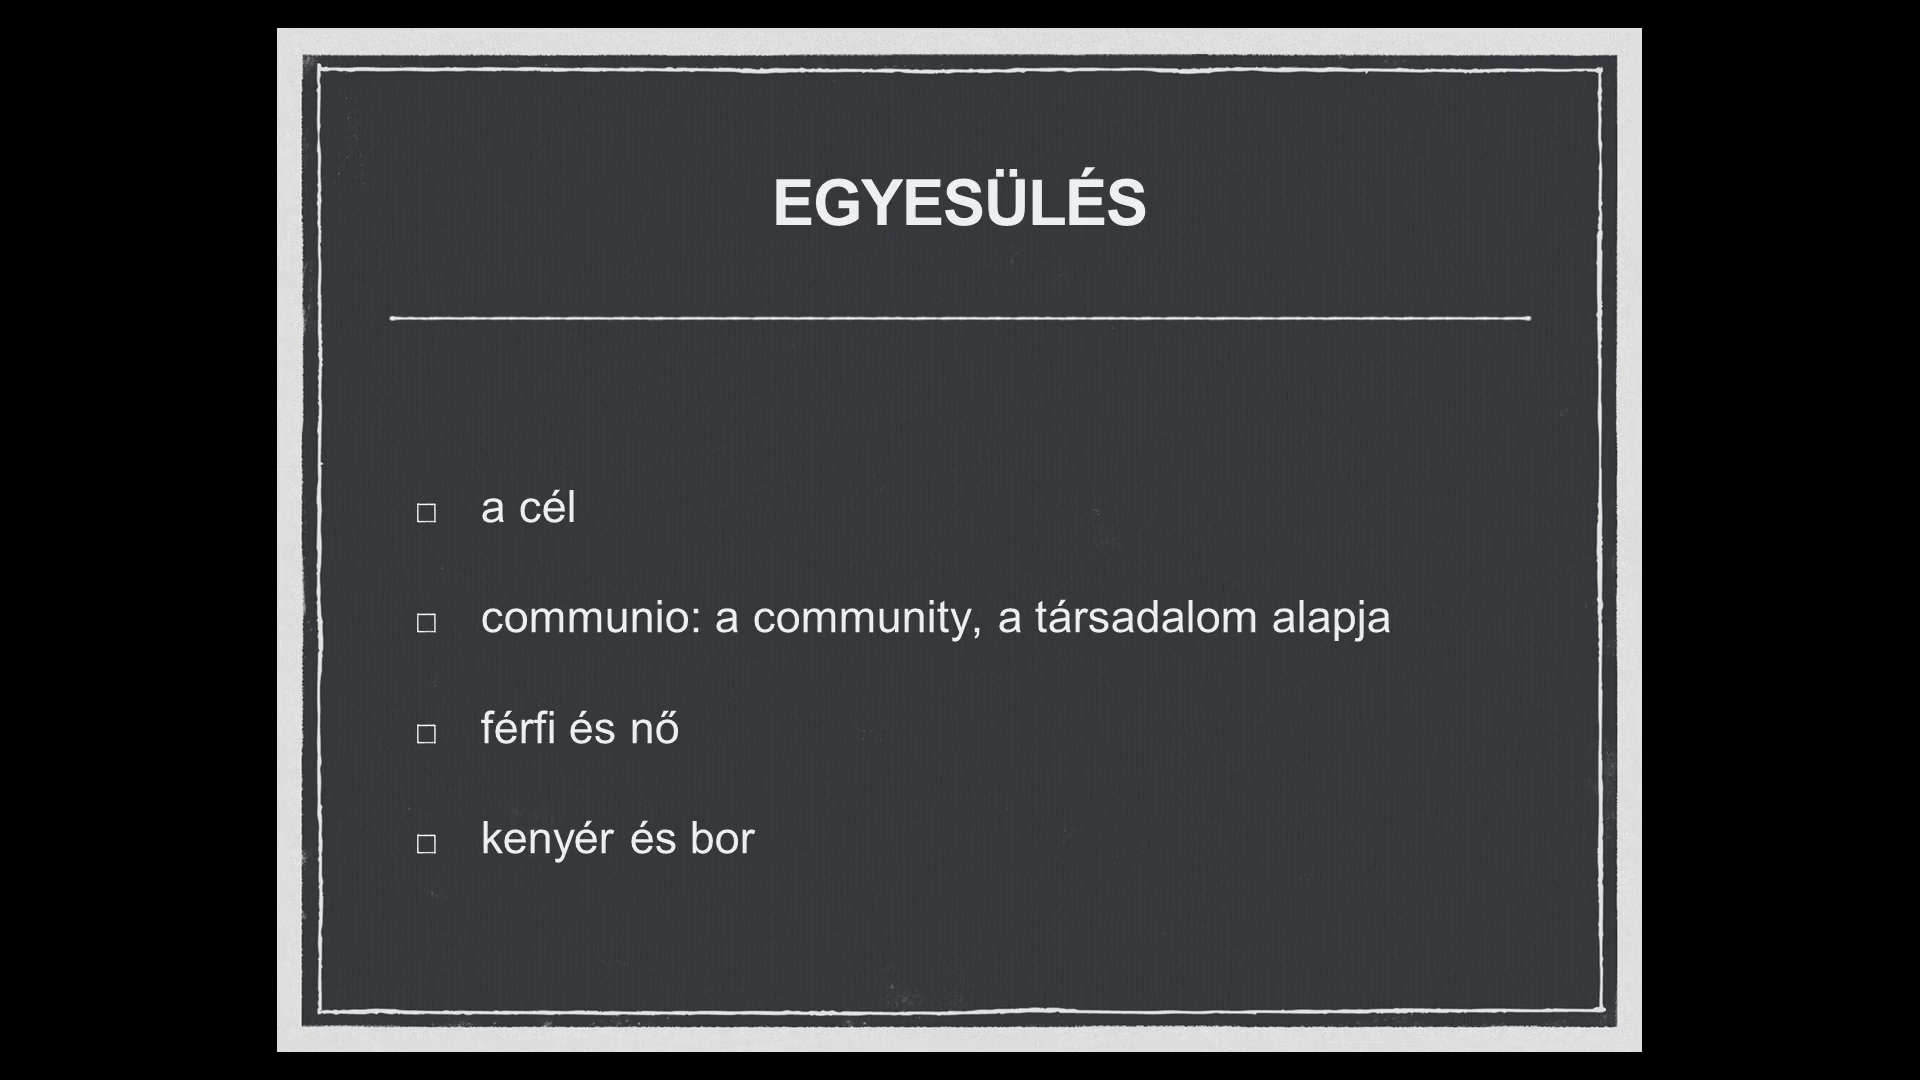 EGYESÜLÉS
a cél
communio: a community, a társadalom alapja
férfi és nő
kenyér és bor